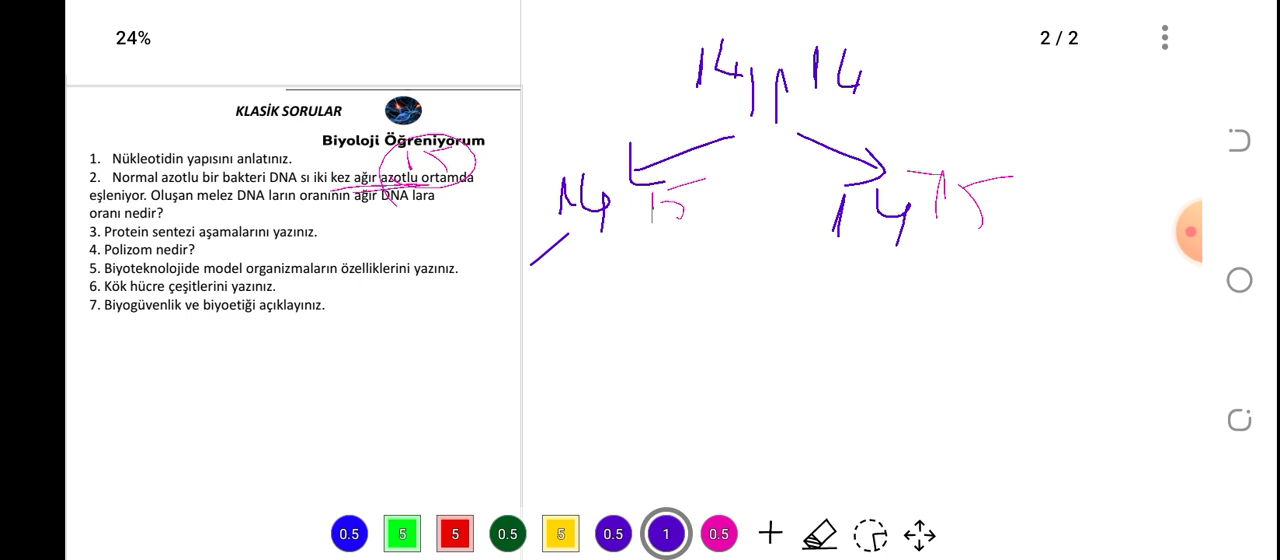 24%
2 / 2
14 14
KLASİK SORULAR
Biyoloji Öğreniyorum
15
1. Nükleotidin yapısını anlatınız.
2. Normal azotlu bir bakteri DNA sı iki kez ağır azotlu ortamda
eşleniyor. Oluşan melez DNA ların oranının ağır DNA lara
oranı nedir?
14 15 14 15
3. Protein sentezi aşamalarını yazınız.
4. Polizom nedir?
5. Biyoteknolojide model organizmaların özelliklerini yazınız.
6. Kök hücre çeşitlerini yazınız.
7. Biyogüvenlik ve biyoetiği açıklayınız.
0.5 5 5 0.5 5 0.5 1 0.5